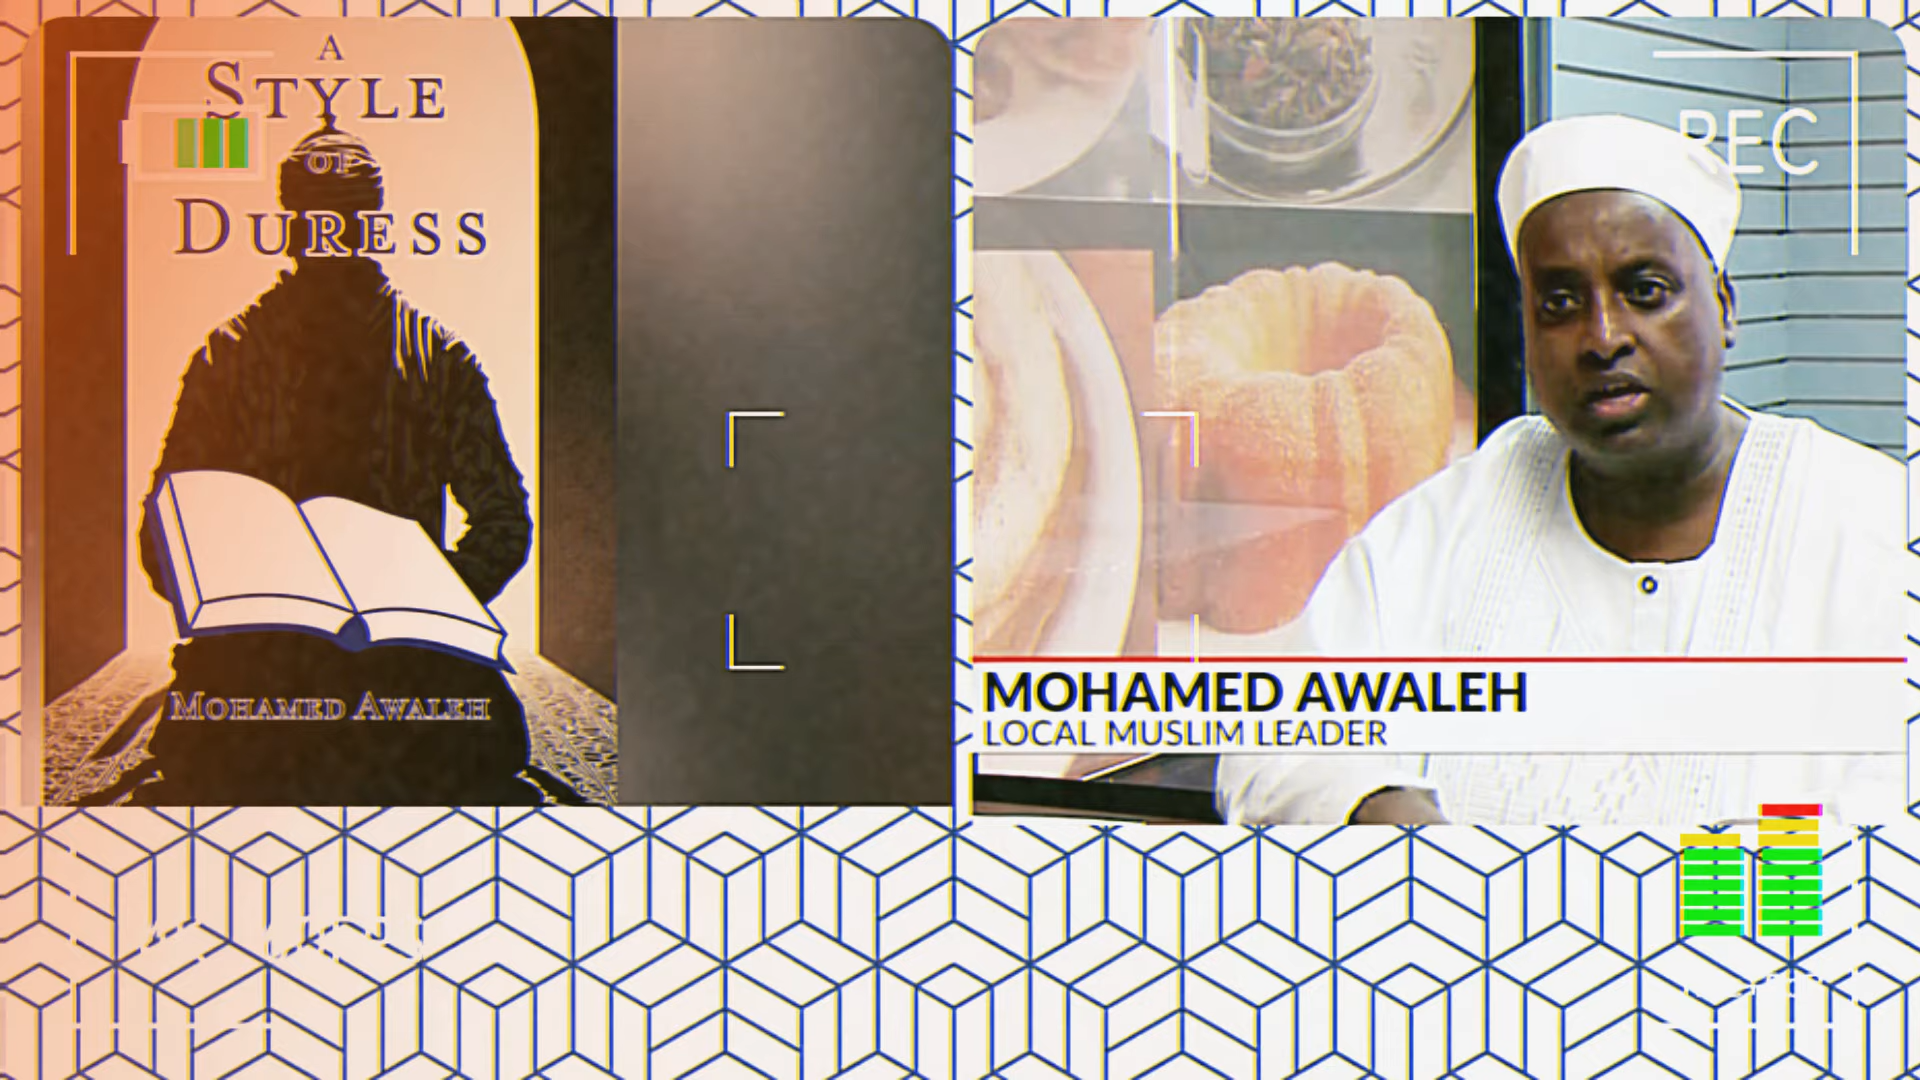 A
STYLE
OF
DURESS
MOHAMED AWALEH
REC
MOHAMED AWALEH
LOCAL MUSLIM LEADER